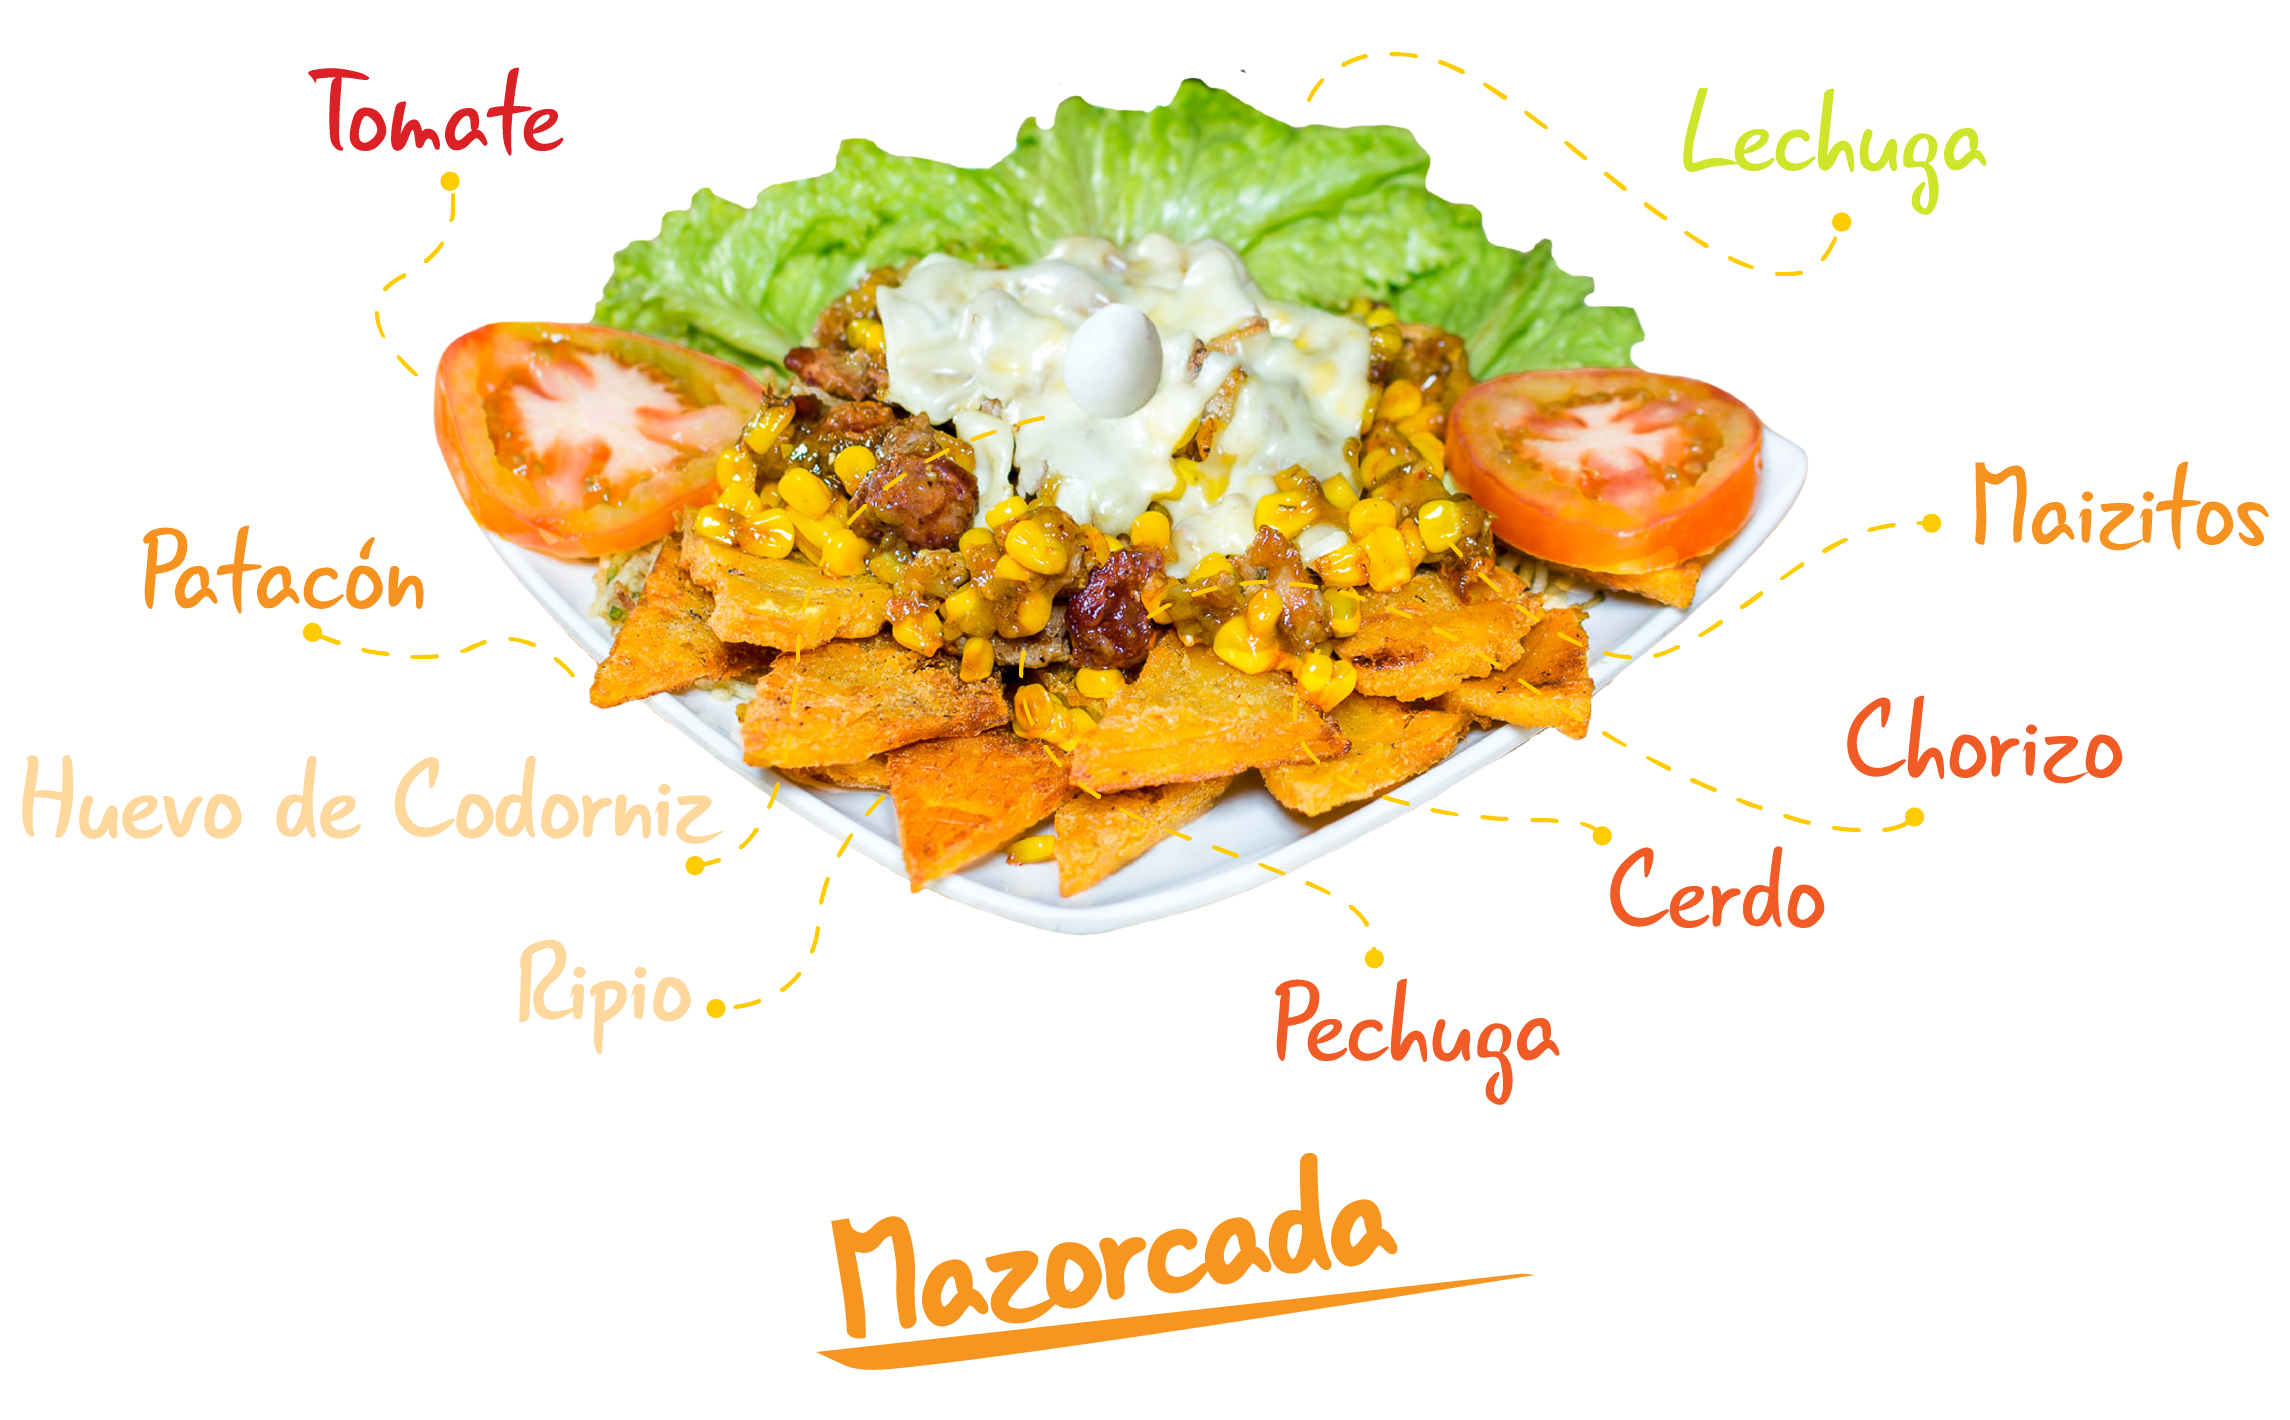 Tomate
Lechuga
Maizitos
Patacón
Chorizo
Huevo de Codorniz
Cerdo
Ripio
Pechuga
Mazorcada